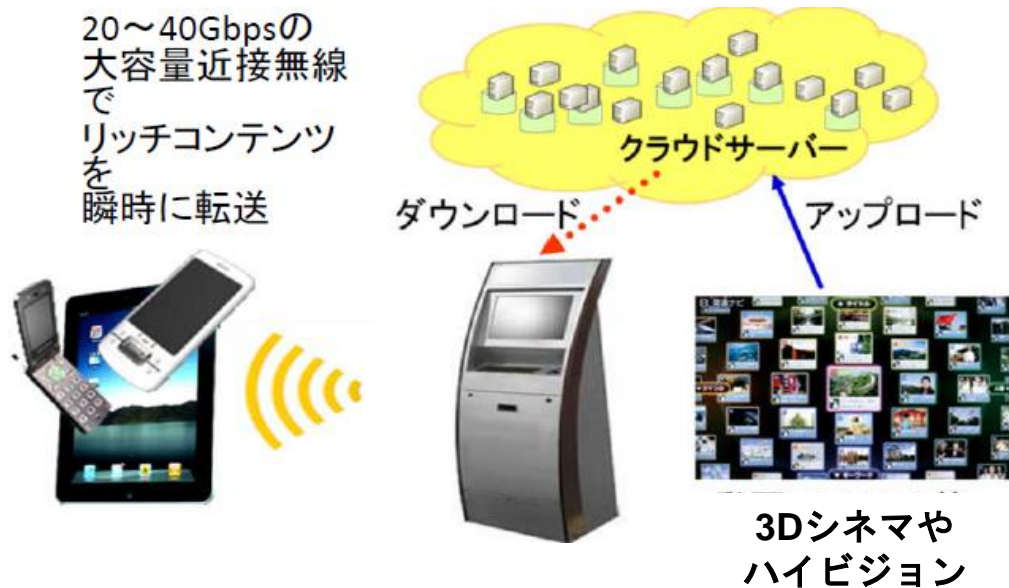 20～40Gbpsの
大容量近接無線
で
リッチコンテンツ
を
瞬時に転送
クラウドサーバー
ダウンロード
アップロード
3Dシネマや
ハイビジョン